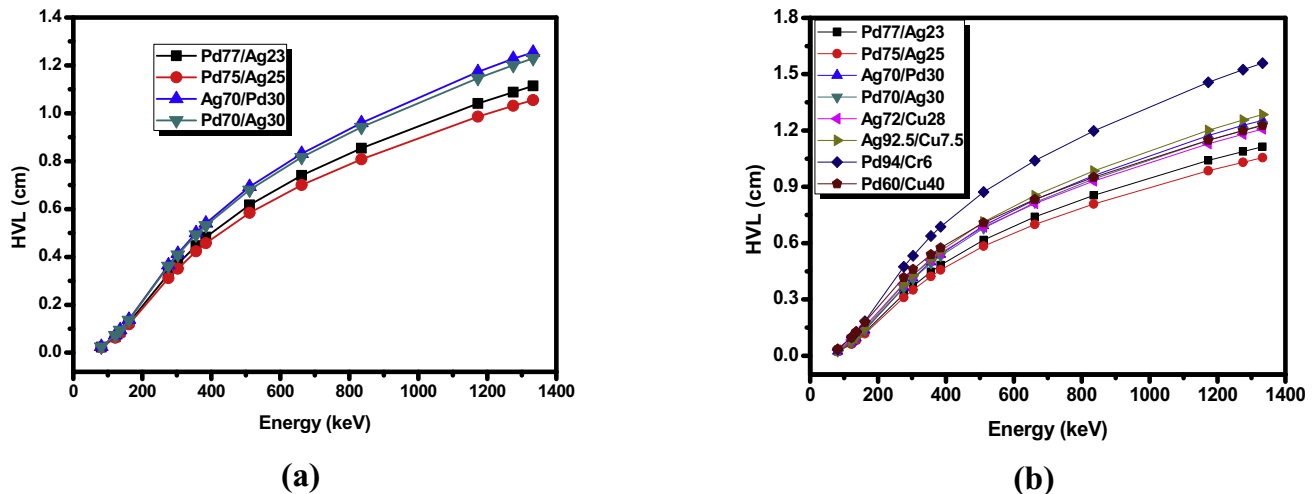 1.4
1.2
1.0
0.8
0.6
0.4
0.2
0.0
HVL (cm)
Pd77/Ag23
Pd75/Ag25
Ag70/Pd30
Pd70/Ag30
0 200 400 600 800 1000 1200 1400
Energy (keV)
(a)
1.8
1.5
1.2
0.9
0.6
0.3
0.0
HVL (cm)
Pd77/Ag23
Pd75/Ag25
Ag70/Pd30
Pd70/Ag30
Ag72/Cu28
Ag92.5/Cu7.5
Pd94/Cr6
Pd60/Cu40
0 200 400 600 800 1000 1200 1400
Energy (keV)
(b)